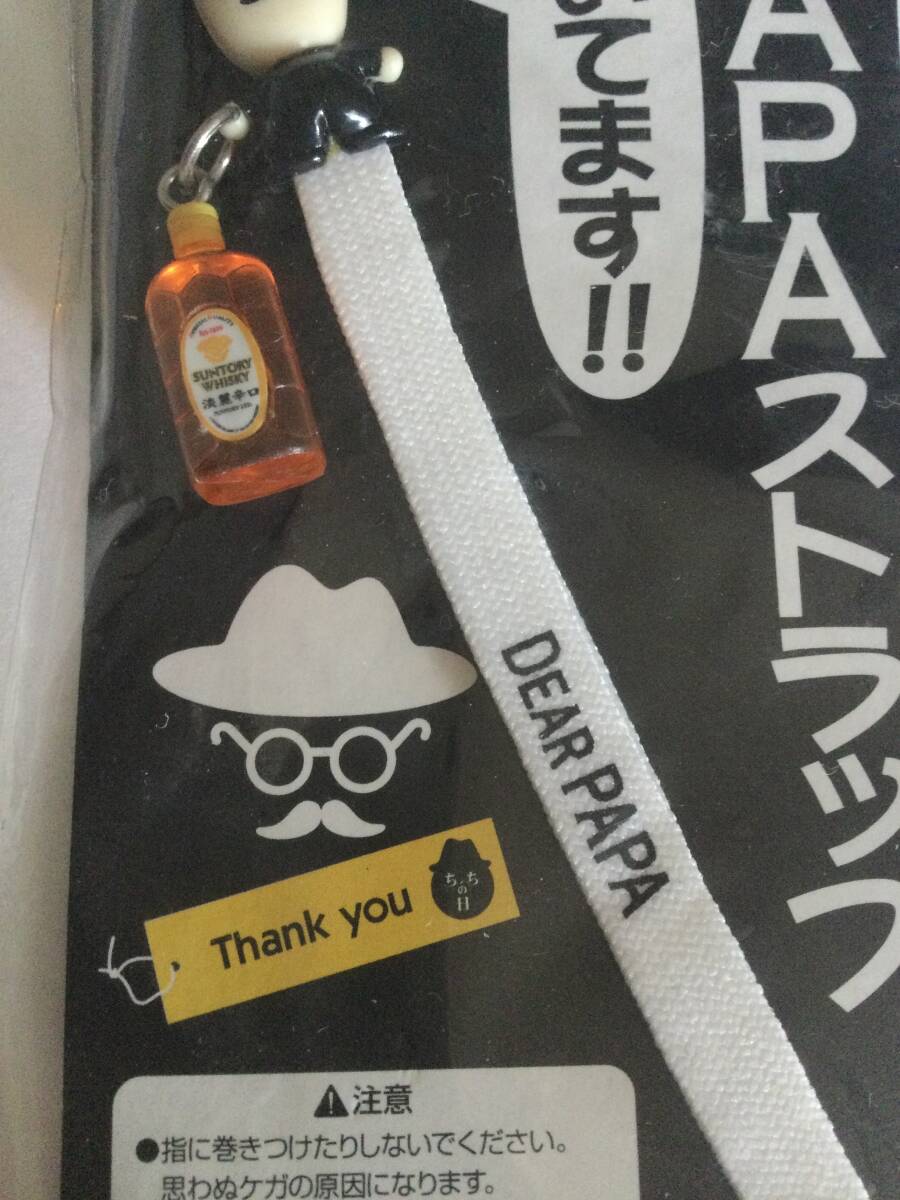 てます!!
APAストラップ
SUNTORY
WHISKY
淡麗辛口
DEAR PAPA
Thank you
ちちの日
注意
●指に巻きつけたりしないでください。
思わぬケガの原因になります。